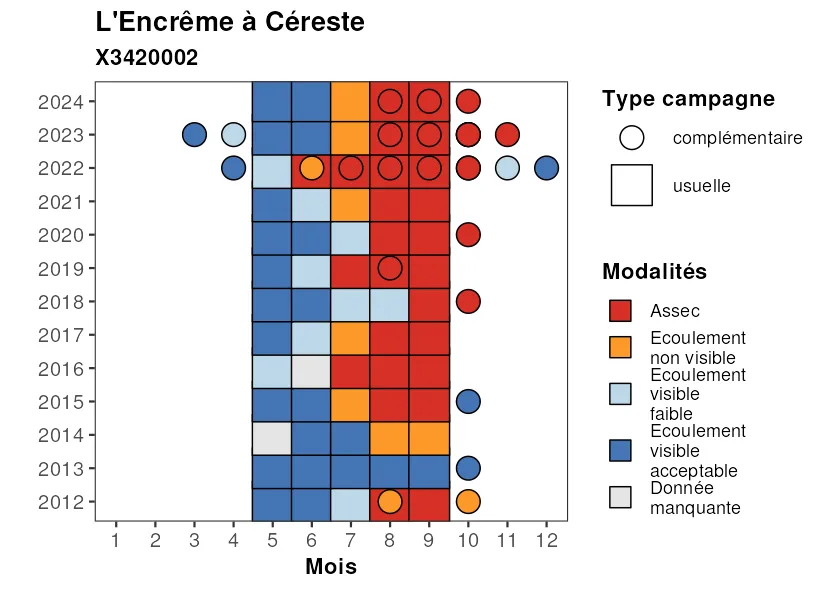 L'Encrême à Céreste
X3420002
2024
2023
2022
2021
2020
2019
2018
2017
2016
2015
2014
2013
2012
1 2 3 4 5 6 7 8 9 10 11 12
Mois
Type campagne
complémentaire
usuelle
Modalités
Assec
Ecoulement
non visible
Ecoulement
visible
faible
Ecoulement
visible
acceptable
Donnée
manquante